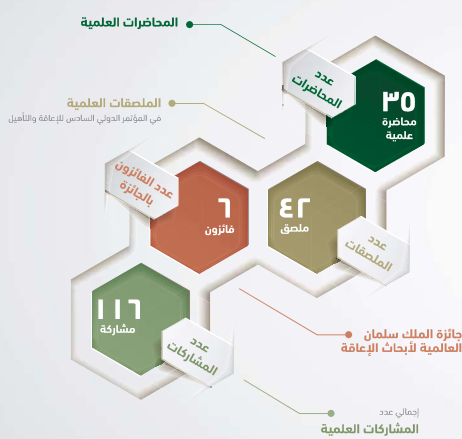 المحاضرات العلمية
عدد
المحاضرات
٣٥
محاضرة
علمية
الملصقات العلمية
في المؤتمر الدولي السادس للإعاقة والتأهيل
عدد الفائزون
بالجائزة
٦
فائزون
٤٢
ملصق
عدد
الملصقات
١١٦
مشاركة
عدد
المشاركات
جائزة الملك سلمان
العالمية لأبحاث الإعاقة
إجمالي عدد
المشاركات العلمية